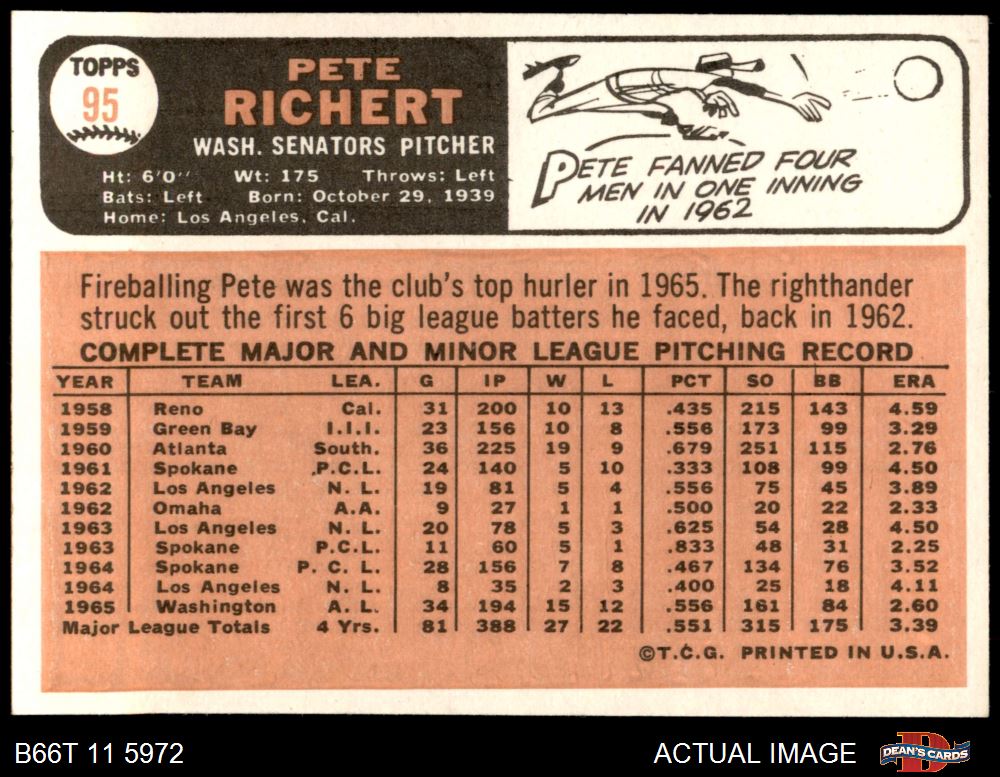 TOPPS
95
PETE
RICHERT
WASH. SENATORS PITCHER
Ht: 6'0" Wt: 175 Throws: Left
Bats: Left Born: October 29, 1939
Home: Los Angeles, Cal.
PETE FANNED FOUR
MEN IN ONE INNING
IN 1962
Fireballing Pete was the club's top hurler in 1965. The righthander
struck out the first 6 big league batters he faced, back in 1962.
COMPLETE MAJOR AND MINOR LEAGUE PITCHING RECORD
YEAR TEAM LEA. G IP W L PCT SO BB ERA
1958 Reno Cal. 31 200 10 13 .435 215 143 4.59
1959 Green Bay I.I.I. 23 156 10 8 .556 173 99 3.29
1960 Atlanta South. 36 225 19 9 .679 251 115 2.76
1961 Spokane P.C.L. 24 140 5 10 .333 108 99 4.50
1962 Los Angeles N. L. 19 81 5 4 .556 75 45 3.89
1962 Omaha A.A. 9 27 1 1 .500 20 22 2.33
1963 Los Angeles N. L. 20 78 5 3 .625 54 28 4.50
1963 Spokane P.C.L. 11 60 5 1 .833 48 31 2.25
1964 Spokane P. C. L. 28 156 7 8 .467 134 76 3.52
1964 Los Angeles N. L. 8 35 2 3 .400 25 18 4.11
1965 Washington A. L. 34 194 15 12 .556 161 84 2.60
Major League Totals 4 Yrs. 81 388 27 22 .551 315 175 3.39
©T.C.G. PRINTED IN U.S.A.
B66T 11 5972 ACTUAL IMAGE DEAN'S CARDS